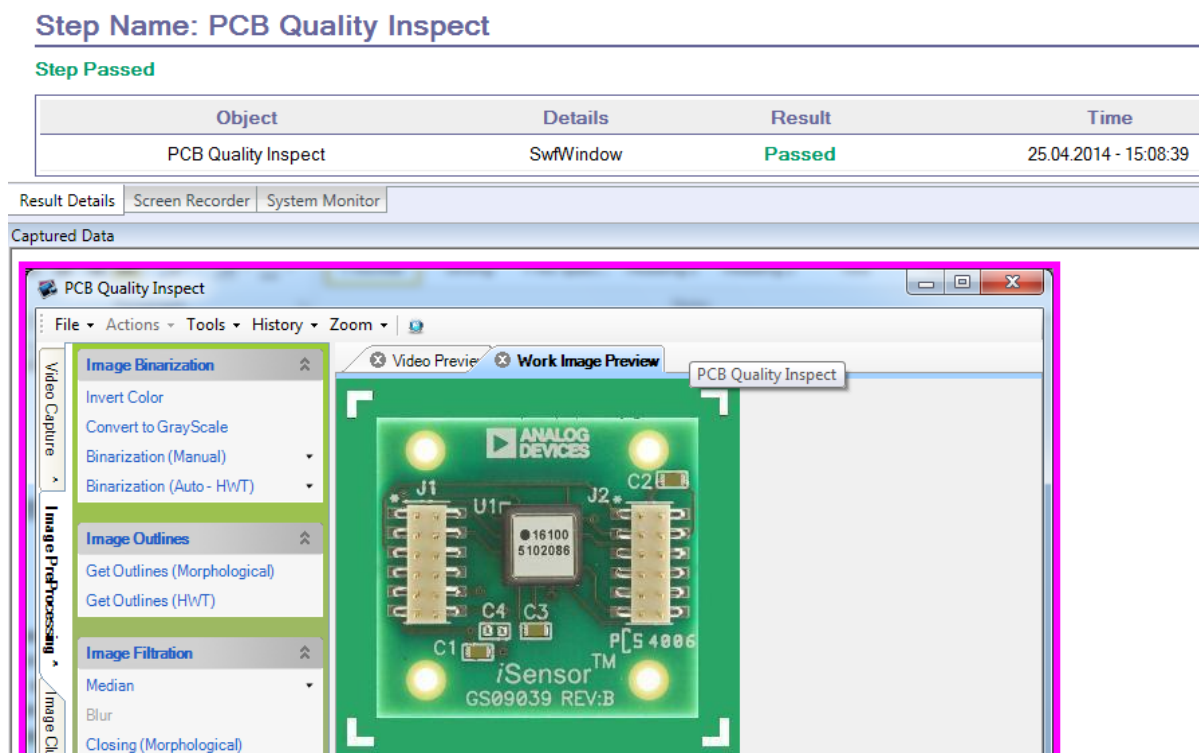 Step Name: PCB Quality Inspect
Step Passed
Object Details Result Time
PCB Quality Inspect SwfWindow Passed 25.04.2014 - 15:08:39
Result Details Screen Recorder System Monitor
Captured Data
PCB Quality Inspect
File Actions Tools History Zoom
Video Capture
Image PreProcessing
Image Binarization
Invert Color
Convert to GrayScale
Binarization (Manual)
Binarization (Auto - HWT)
Image Outlines
Get Outlines (Morphological)
Get Outlines (HWT)
Image Filtration
Median
Blur
Closing (Morphological)
Video Previe
Work Image Preview
PCB Quality Inspect
ANALOG
DEVICES
C2
J1
J2
U1
16100
5102086
C4 C3
C1
PCS 4006
iSensor™
GS09039 REV:B